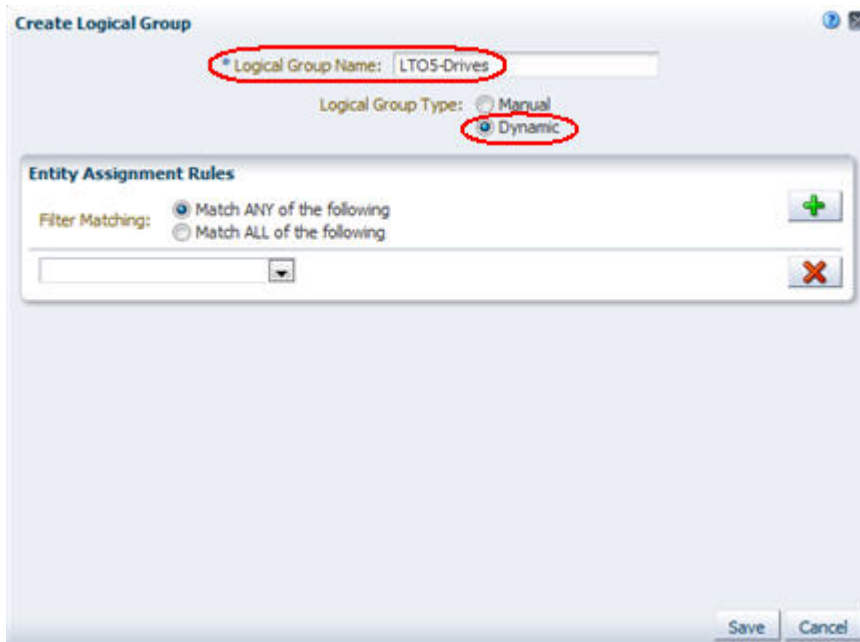 Create Logical Group
* Logical Group Name: LTO5-Drives
Logical Group Type: Manual
Dynamic
Entity Assignment Rules
Filter Matching: Match ANY of the following
Match ALL of the following
Save Cancel